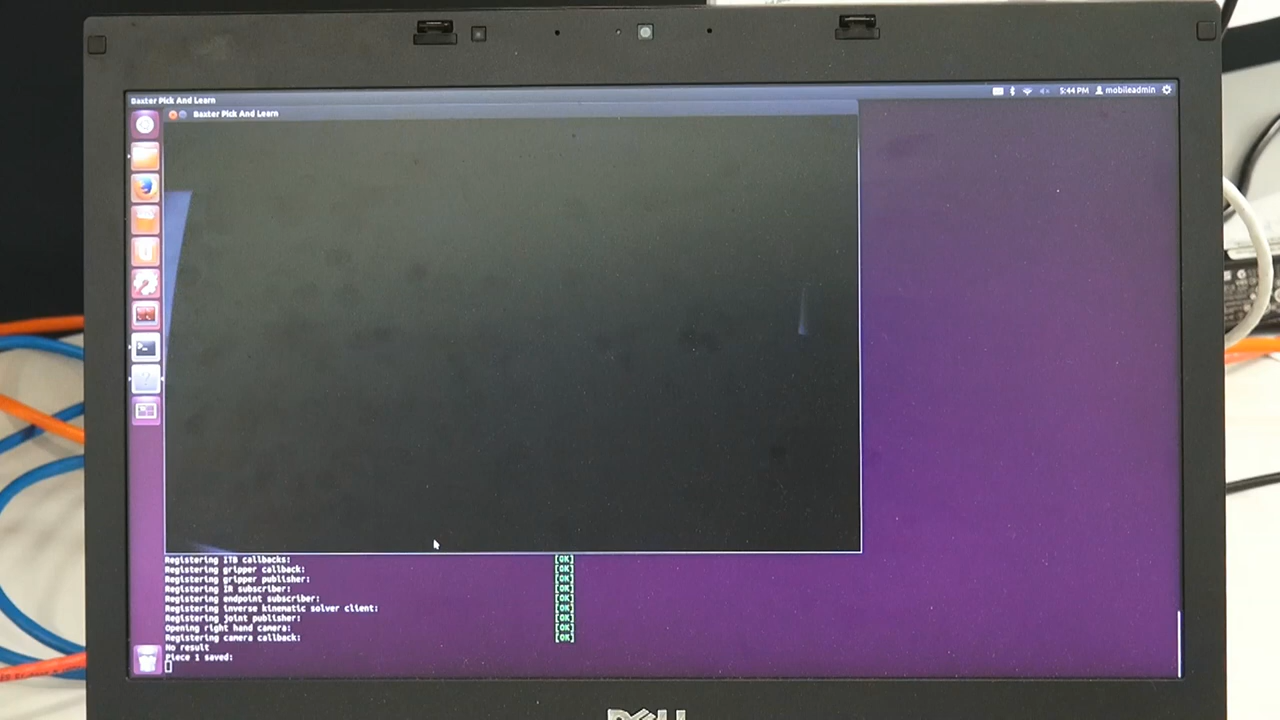 Baxter Pick And Learn
5:44 PM mobileadmin
Baxter Pick And Learn
Registering ITB callbacks: [OK]
Registering gripper callback: [OK]
Registering gripper publisher: [OK]
Registering IR subscriber: [OK]
Registering endpoint subscriber: [OK]
Registering inverse kinematic solver client: [OK]
Registering joint publisher: [OK]
Opening right hand camera: [OK]
Registering camera callback: [OK]
No result
Piece 1 saved:
DELL